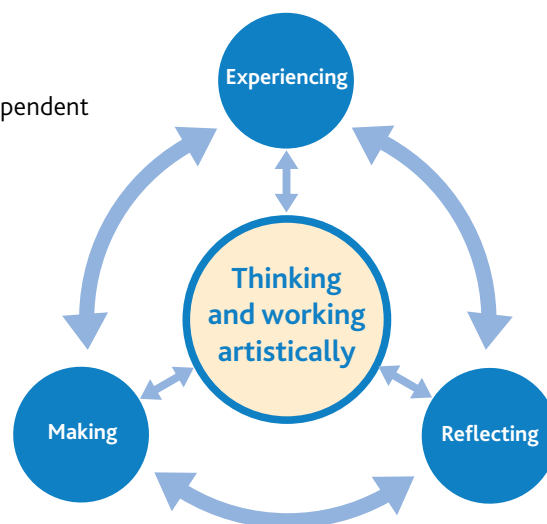 Experiencing
pendent
Thinking
and working
artistically
Making
Reflecting